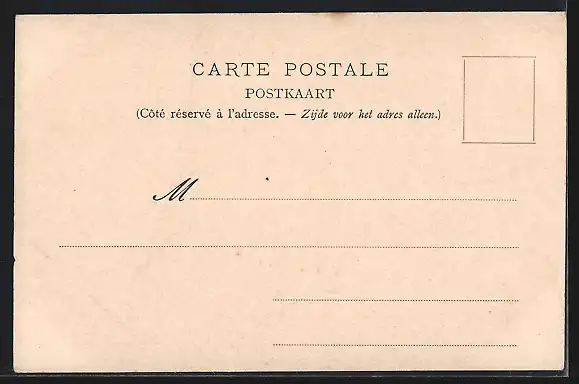 CARTE POSTALE
POSTKAART
(Côté réservé à l'adresse. — Zijde voor het adres alleen.)
M